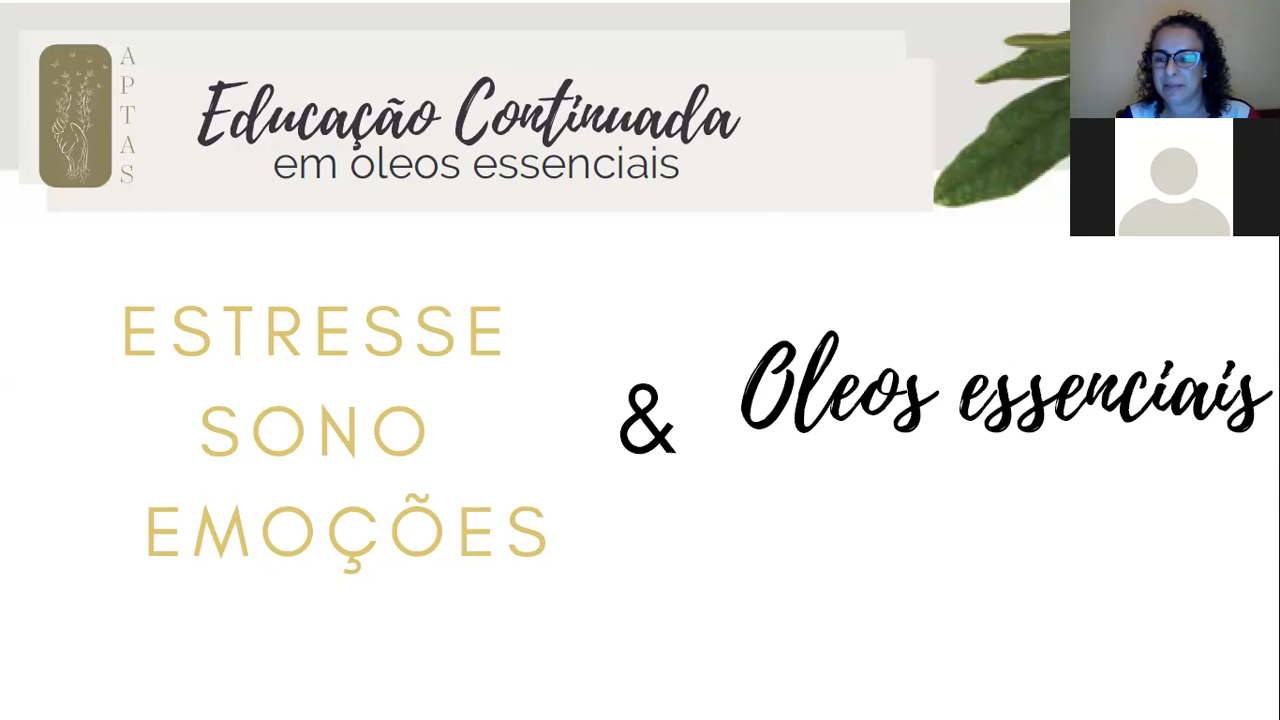 APTAS
Educação Continuada
em oleos essenciais
ESTRESSE
SONO
EMOÇÕES
&
Oleos essenciais